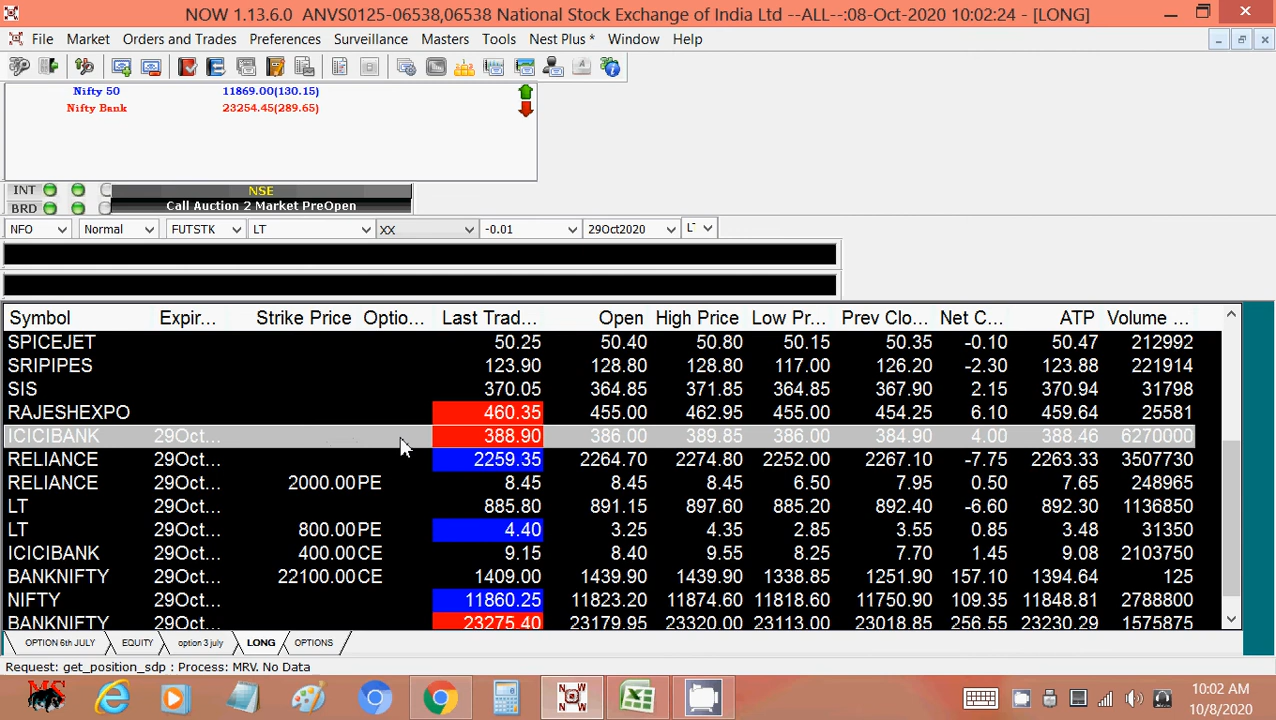 NOW 1.13.6.0 ANVS0125-06538,06538 National Stock Exchange of India Ltd --ALL--:08-Oct-2020 10:02:24 - [LONG]
File Market Orders and Trades Preferences Surveillance Masters Tools Nest Plus * Window Help
Nifty 50 11869.00(130.15)
Nifty Bank 23254.45(289.65)
INT NSE
BRD Call Auction 2 Market PreOpen
NFO Normal FUTSTK LT XX -0.01 29Oct2020
Symbol Expir... Strike Price Optio... Last Trad... Open High Price Low Pr... Prev Clo... Net C... ATP Volume ...
SPICEJET 50.25 50.40 50.80 50.15 50.35 -0.10 50.47 212992
SRIPIPES 123.90 128.80 128.80 117.00 126.20 -2.30 123.88 221914
SIS 370.05 364.85 371.85 364.85 367.90 2.15 370.94 31798
RAJESHEXPO 460.35 455.00 462.95 455.00 454.25 6.10 459.64 25581
ICICIBANK 29Oct... 388.90 386.00 389.85 386.00 384.90 4.00 388.46 6270000
RELIANCE 29Oct... 2259.35 2264.70 2274.80 2252.00 2267.10 -7.75 2263.33 3507730
RELIANCE 29Oct... 2000.00 PE 8.45 8.45 8.45 6.50 7.95 0.50 7.65 248965
LT 29Oct... 885.80 891.15 897.60 885.20 892.40 -6.60 892.30 1136850
LT 29Oct... 800.00 PE 4.40 3.25 4.35 2.85 3.55 0.85 3.48 31350
ICICIBANK 29Oct... 400.00 CE 9.15 8.40 9.55 8.25 7.70 1.45 9.08 2103750
BANKNIFTY 29Oct... 22100.00 CE 1409.00 1439.90 1439.90 1338.85 1251.90 157.10 1394.64 125
NIFTY 29Oct... 11860.25 11823.20 11874.60 11818.60 11750.90 109.35 11848.81 2788800
BANKNIFTY 29Oct... 23275.40 23179.95 23320.00 23113.00 23018.85 256.55 23230.29 1575875
OPTION 6th JULY EQUITY option 3 july LONG OPTIONS
Request: get_position_sdp : Process: MRV. No Data
MS
10:02 AM
10/8/2020